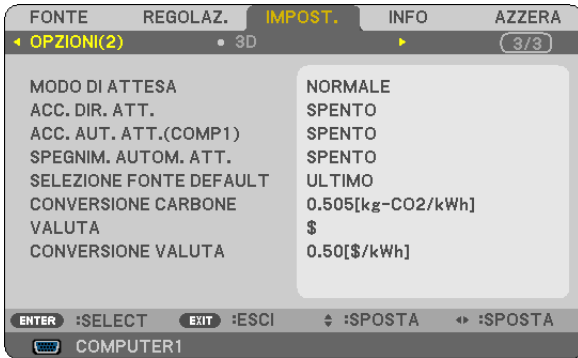 FONTE REGOLAZ. IMPOST. INFO AZZERA
OPZIONI(2) 3D 3/3
MODO DI ATTESA NORMALE
ACC. DIR. ATT. SPENTO
ACC. AUT. ATT.(COMP1) SPENTO
SPEGNIM. AUTOM. ATT. SPENTO
SELEZIONE FONTE DEFAULT ULTIMO
CONVERSIONE CARBONE 0.505[kg-CO2/kWh]
VALUTA $
CONVERSIONE VALUTA 0.50[$/kWh]
ENTER :SELECT EXIT :ESCI :SPOSTA :SPOSTA
COMPUTER1